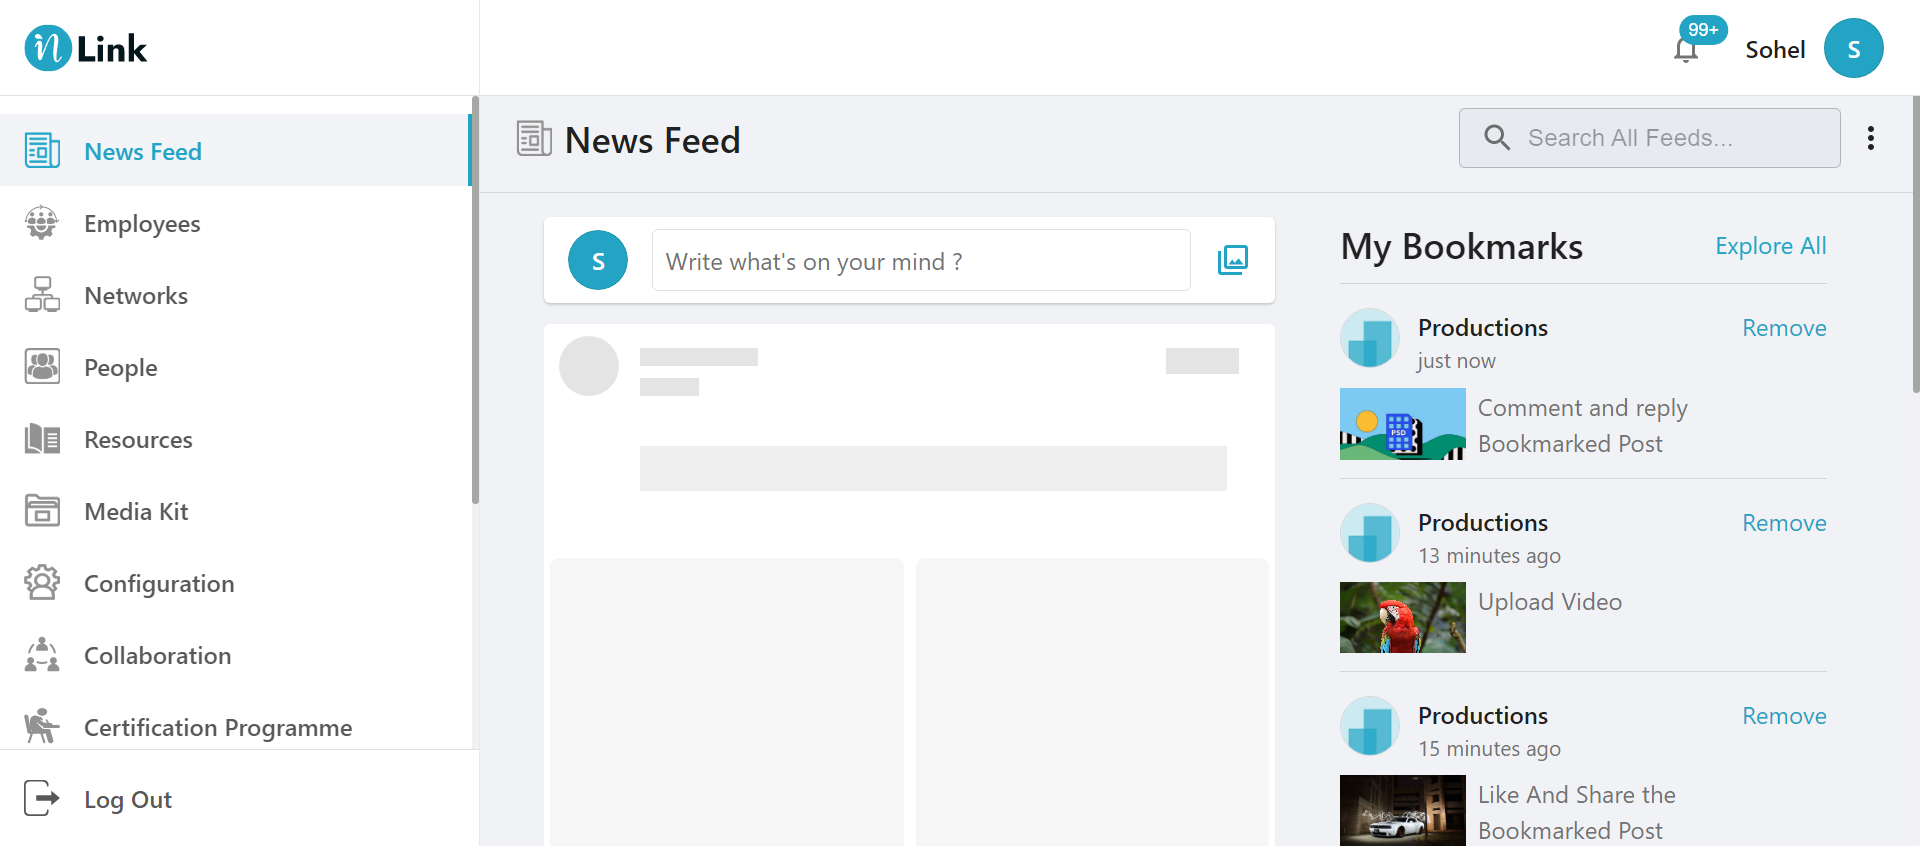 n Link
99+
Sohel
S
News Feed
Employees
Networks
People
Resources
Media Kit
Configuration
Collaboration
Certification Programme
Log Out
News Feed
Search All Feeds...
S
Write what's on your mind ?
My Bookmarks
Explore All
Productions
Remove
just now
PSD
Comment and reply
Bookmarked Post
Productions
Remove
13 minutes ago
Upload Video
Productions
Remove
15 minutes ago
Like And Share the
Bookmarked Post